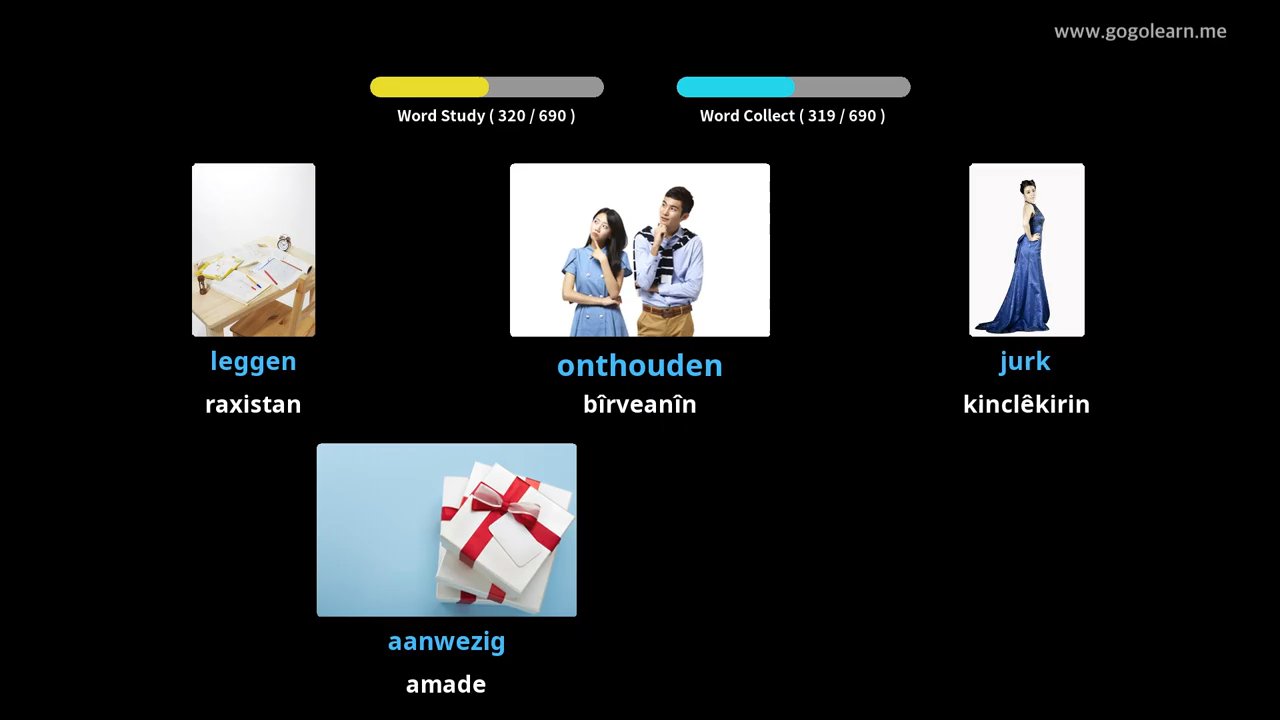 www.gogolearn.me
Word Study ( 320 / 690 )
Word Collect ( 319 / 690 )
leggen
raxistan
onthouden
bîrveanîn
jurk
kinclêkirin
aanwezig
amade